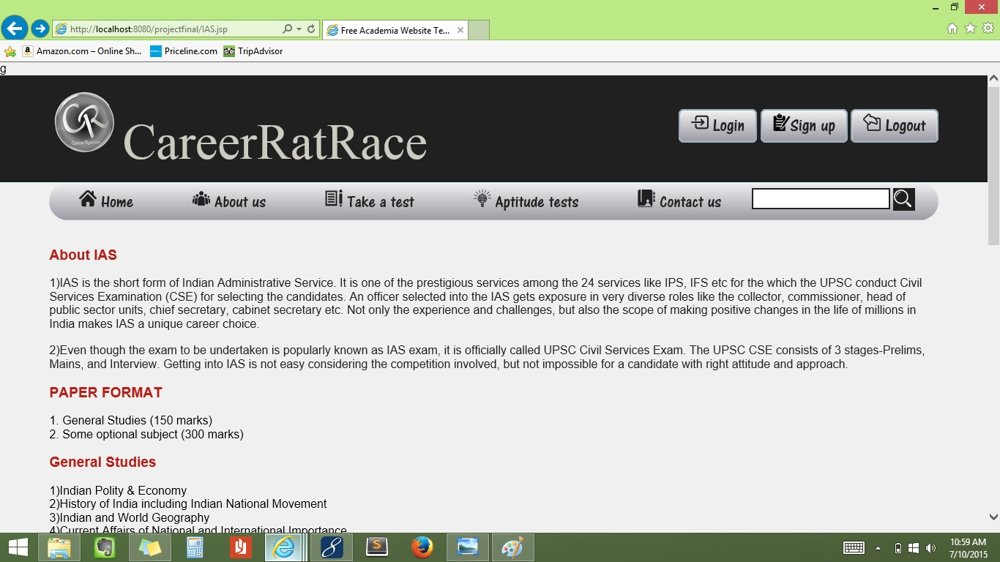 http://localhost:8080/projectfinal/IAS.jsp
Free Academia Website Te...
Amazon.com – Online Sh...
Priceline.com
TripAdvisor
g
CR
CareerRatRace
Login
Sign up
Logout
Home
About us
Take a test
Aptitude tests
Contact us
About IAS
1)IAS is the short form of Indian Administrative Service. It is one of the prestigious services among the 24 services like IPS, IFS etc for the which the UPSC conduct Civil
Services Examination (CSE) for selecting the candidates. An officer selected into the IAS gets exposure in very diverse roles like the collector, commissioner, head of
public sector units, chief secretary, cabinet secretary etc. Not only the experience and challenges, but also the scope of making positive changes in the life of millions in
India makes IAS a unique career choice.
2)Even though the exam to be undertaken is popularly known as IAS exam, it is officially called UPSC Civil Services Exam. The UPSC CSE consists of 3 stages-Prelims,
Mains, and Interview. Getting into IAS is not easy considering the competition involved, but not impossible for a candidate with right attitude and approach.
PAPER FORMAT
1. General Studies (150 marks)
2. Some optional subject (300 marks)
General Studies
1)Indian Polity & Economy
2)History of India including Indian National Movement
3)Indian and World Geography
4)Current Affairs of National and International Importance
10:59 AM
7/10/2015